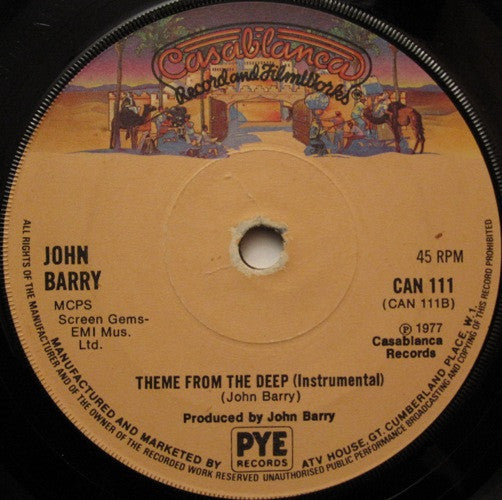 Casablanca
Record and FilmWorks
JOHN
BARRY
MCPS
Screen Gems-
EMI Mus.
Ltd.
45 RPM
CAN 111
(CAN 111B)
Ⓟ 1977
Casablanca
Records
THEME FROM THE DEEP (Instrumental)
(John Barry)
Produced by John Barry
PYE
RECORDS
MANUFACTURED AND MARKETED BY
ATV HOUSE, GT. CUMBERLAND PLACE, W.1.
ALL RIGHTS OF THE MANUFACTURER AND OF THE OWNER OF THE RECORDED WORK RESERVED UNAUTHORISED PUBLIC PERFORMANCE BROADCASTING AND COPYING OF THIS RECORD PROHIBITED